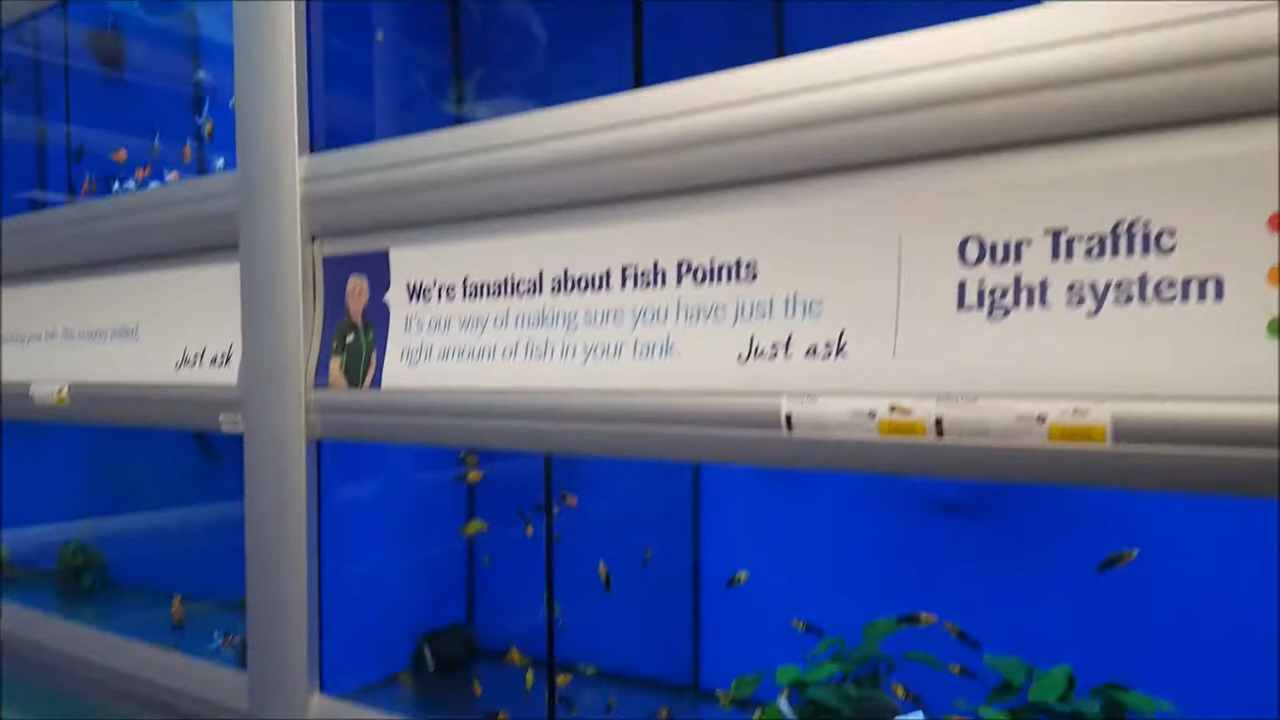 Just ask
We're fanatical about Fish Points
It's our way of making sure you have just the
right amount of fish in your tank.
Just ask
Our Traffic
Light system